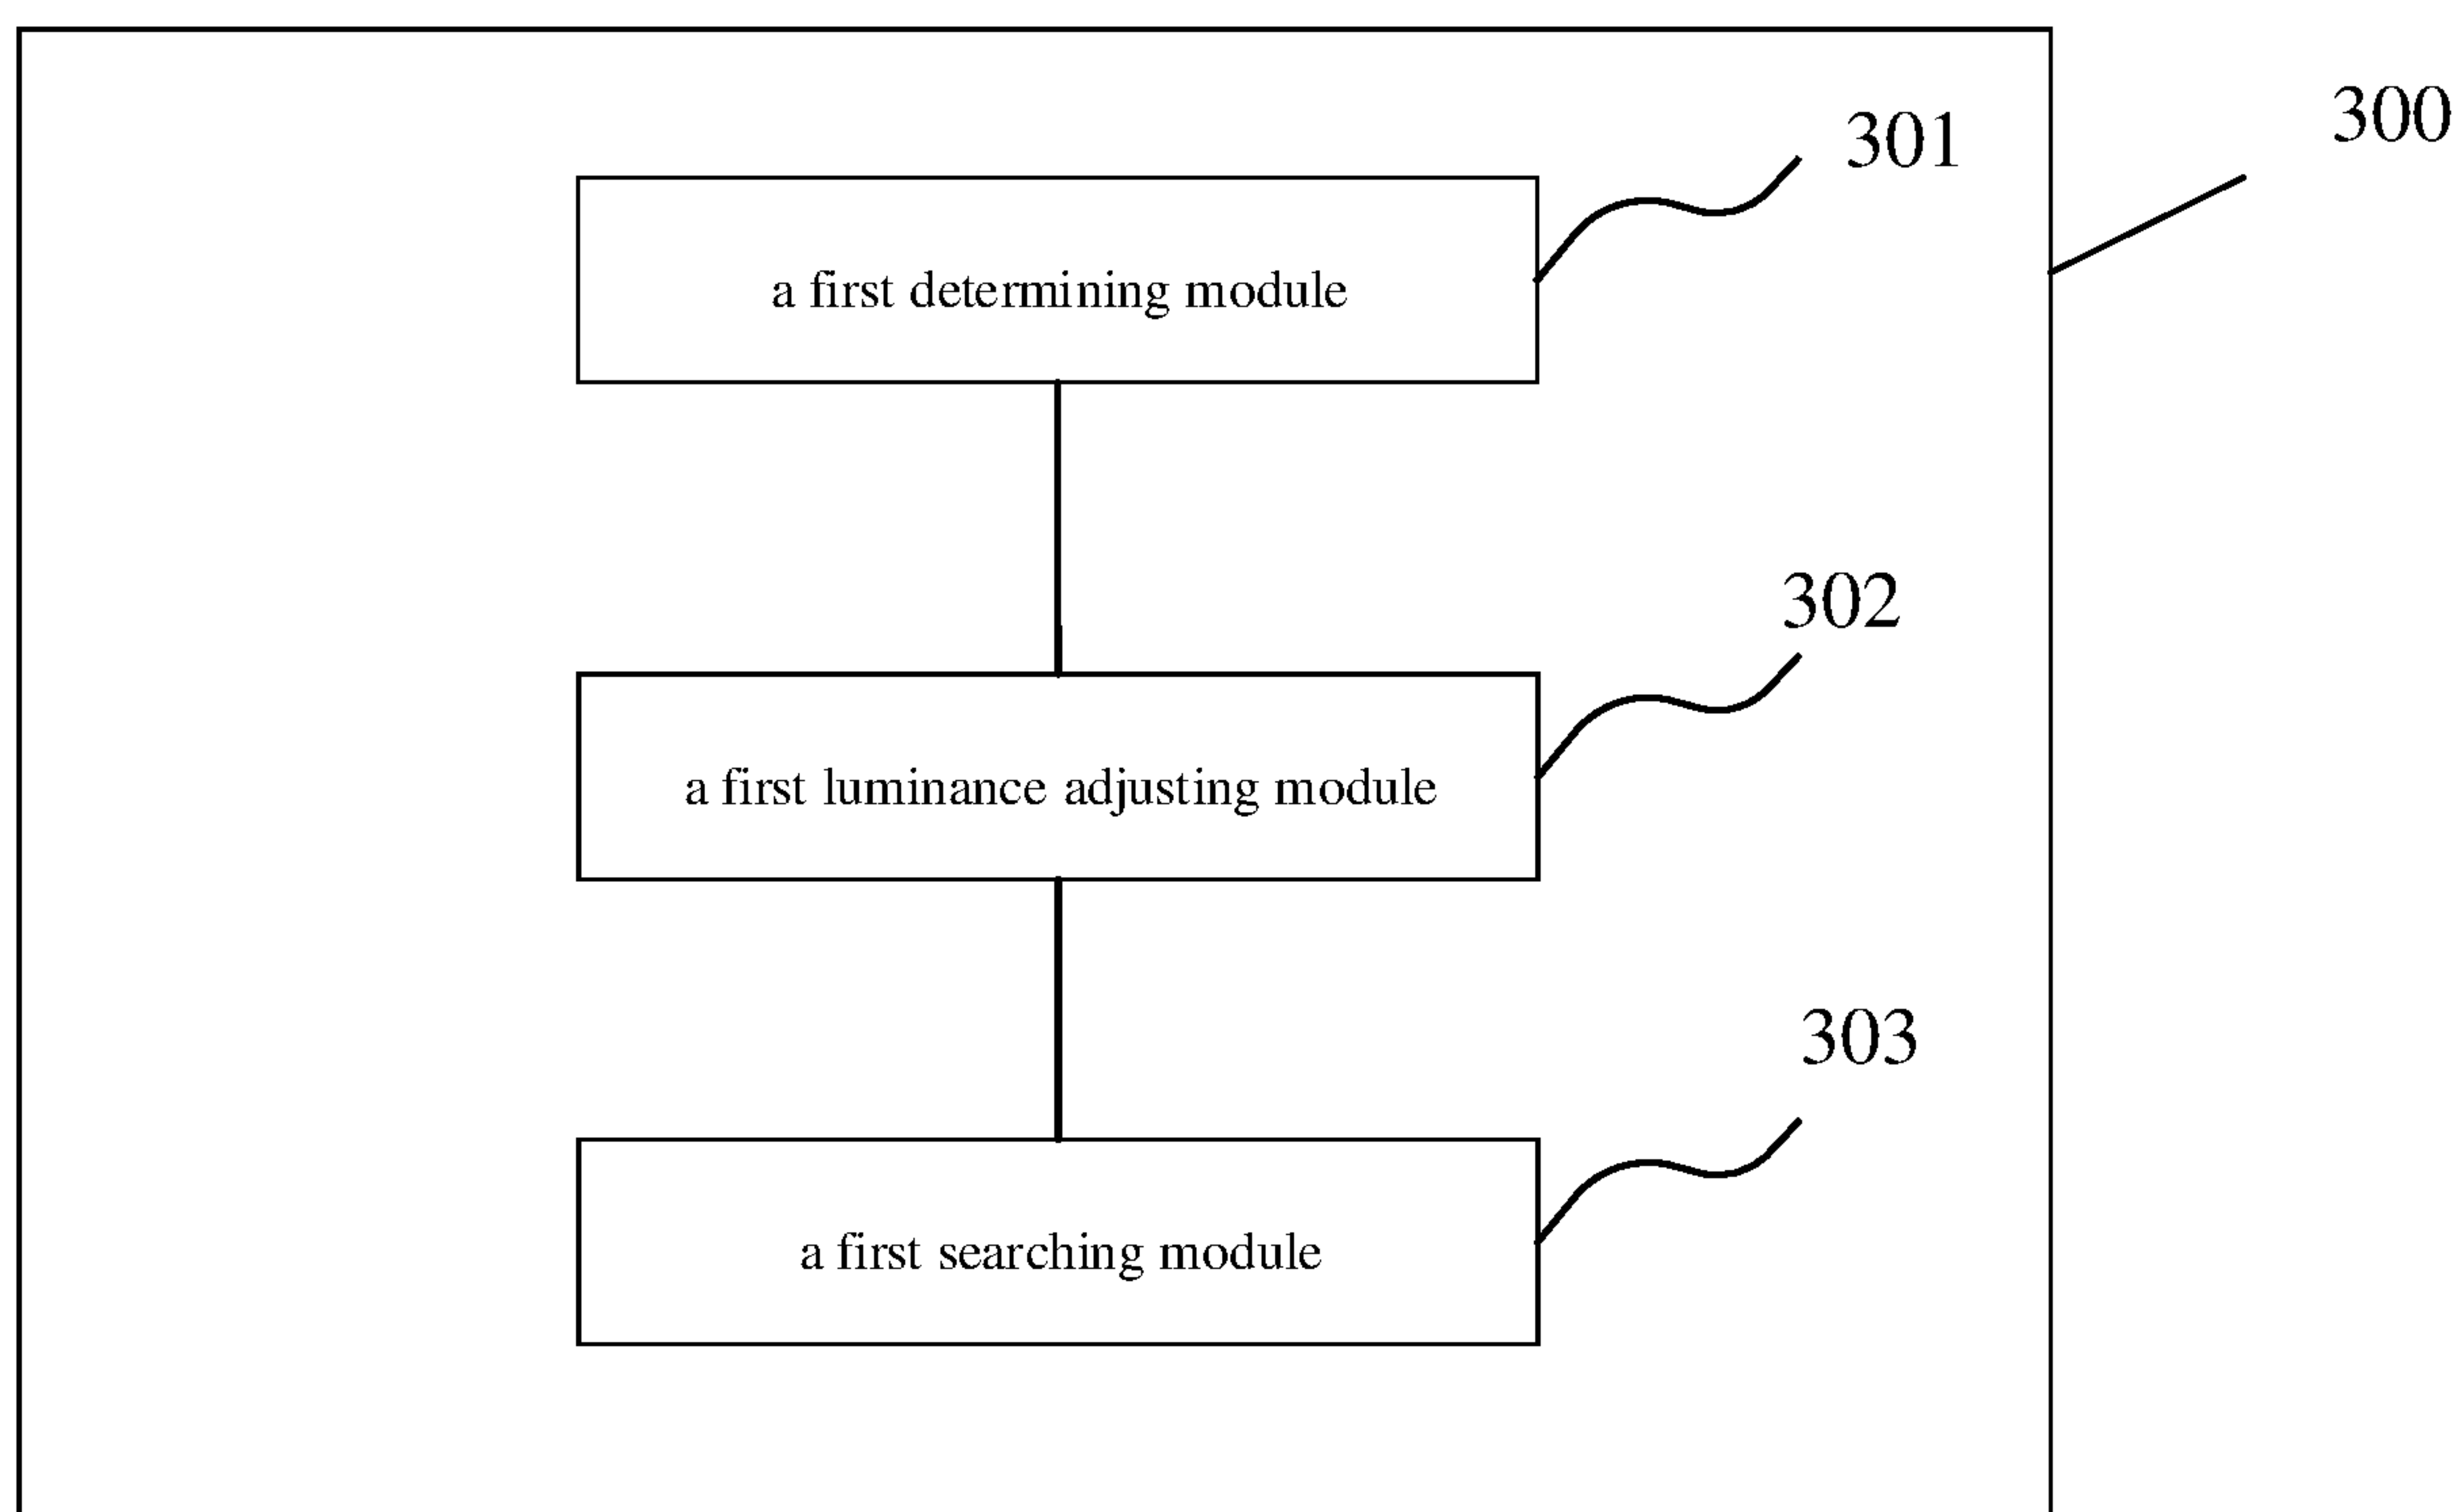 300
301
a first determining module
302
a first luminance adjusting module
303
a first searching module